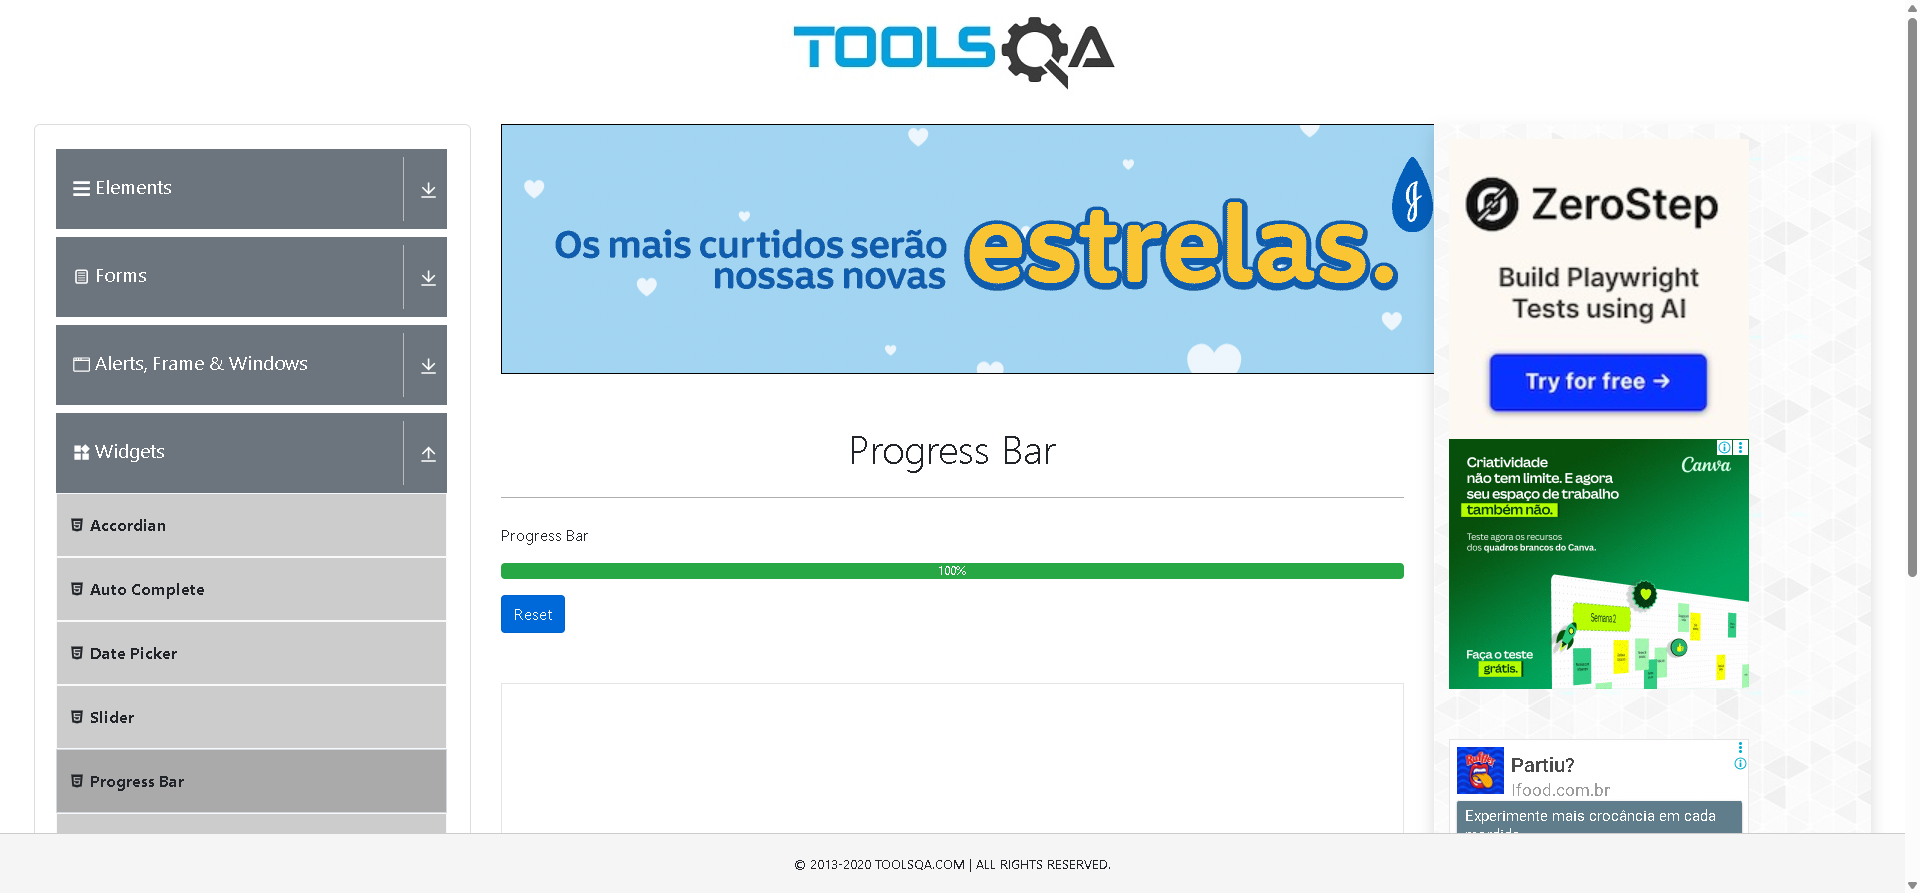 TOOLSQA
Elements
Forms
Alerts, Frame & Windows
Widgets
Accordian
Auto Complete
Date Picker
Slider
Progress Bar
Os mais curtidos serão
nossas novas
estrelas.
Progress Bar
Progress Bar
100%
Reset
ZeroStep
Build Playwright
Tests using AI
Try for free →
Criatividade
não tem limite. E agora
seu espaço de trabalho
também não.
Canva
Teste agora os recursos
dos quadros brancos do Canva.
Semana 2
Faça o teste
grátis.
Ruffles
Partiu?
Ifood.com.br
Experimente mais crocância em cada
mordida
© 2013-2020 TOOLSQA.COM | ALL RIGHTS RESERVED.